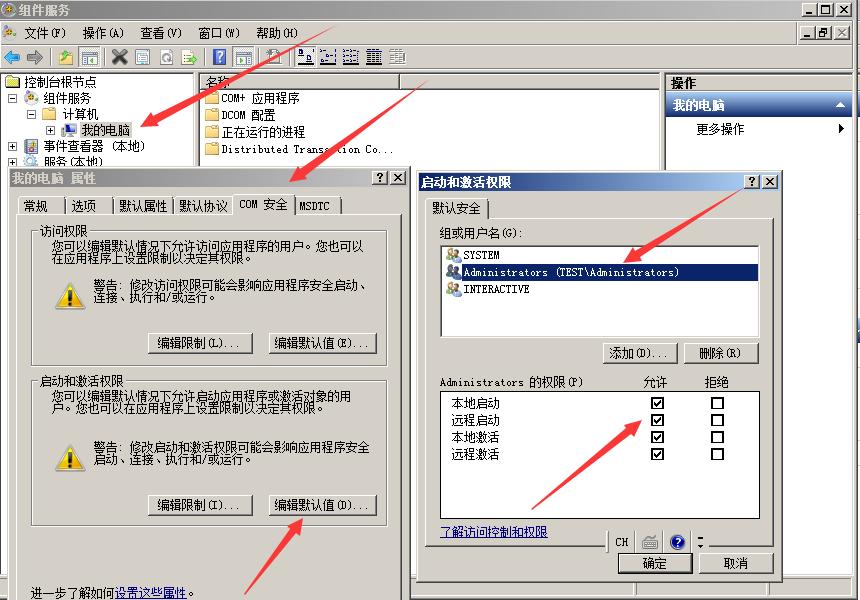 组件服务
文件(F) 操作(A) 查看(V) 窗口(W) 帮助(H)
控制台根节点
组件服务
计算机
我的电脑
事件查看器 (本地)
服务(本地)
名称
COM+ 应用程序
DCOM 配置
正在运行的进程
Distributed Transaction Co...
操作
我的电脑
更多操作
我的电脑 属性
常规 选项 默认属性 默认协议 COM 安全 MSDTC
访问权限
您可以编辑默认情况下允许访问应用程序的用户。您也可以
在应用程序上设置限制以决定其权限。
警告: 修改访问权限可能会影响应用程序安全启动、
连接、执行和/或运行。
编辑限制(L)... 编辑默认值(E)...
启动和激活权限
您可以编辑默认情况下允许启动应用程序或激活对象的用
户。您也可以在应用程序上设置限制以决定其权限。
警告: 修改启动和激活权限可能会影响应用程序安全
启动、连接、执行和/或运行。
编辑限制(I)... 编辑默认值(D)...
进一步了解如何设置这些属性。
启动和激活权限
默认安全
组或用户名(G):
SYSTEM
Administrators (TEST\Administrators)
INTERACTIVE
添加(D)... 删除(R)
Administrators 的权限(P) 允许 拒绝
本地启动
远程启动
本地激活
远程激活
了解访问控制和权限
CH
确定 取消